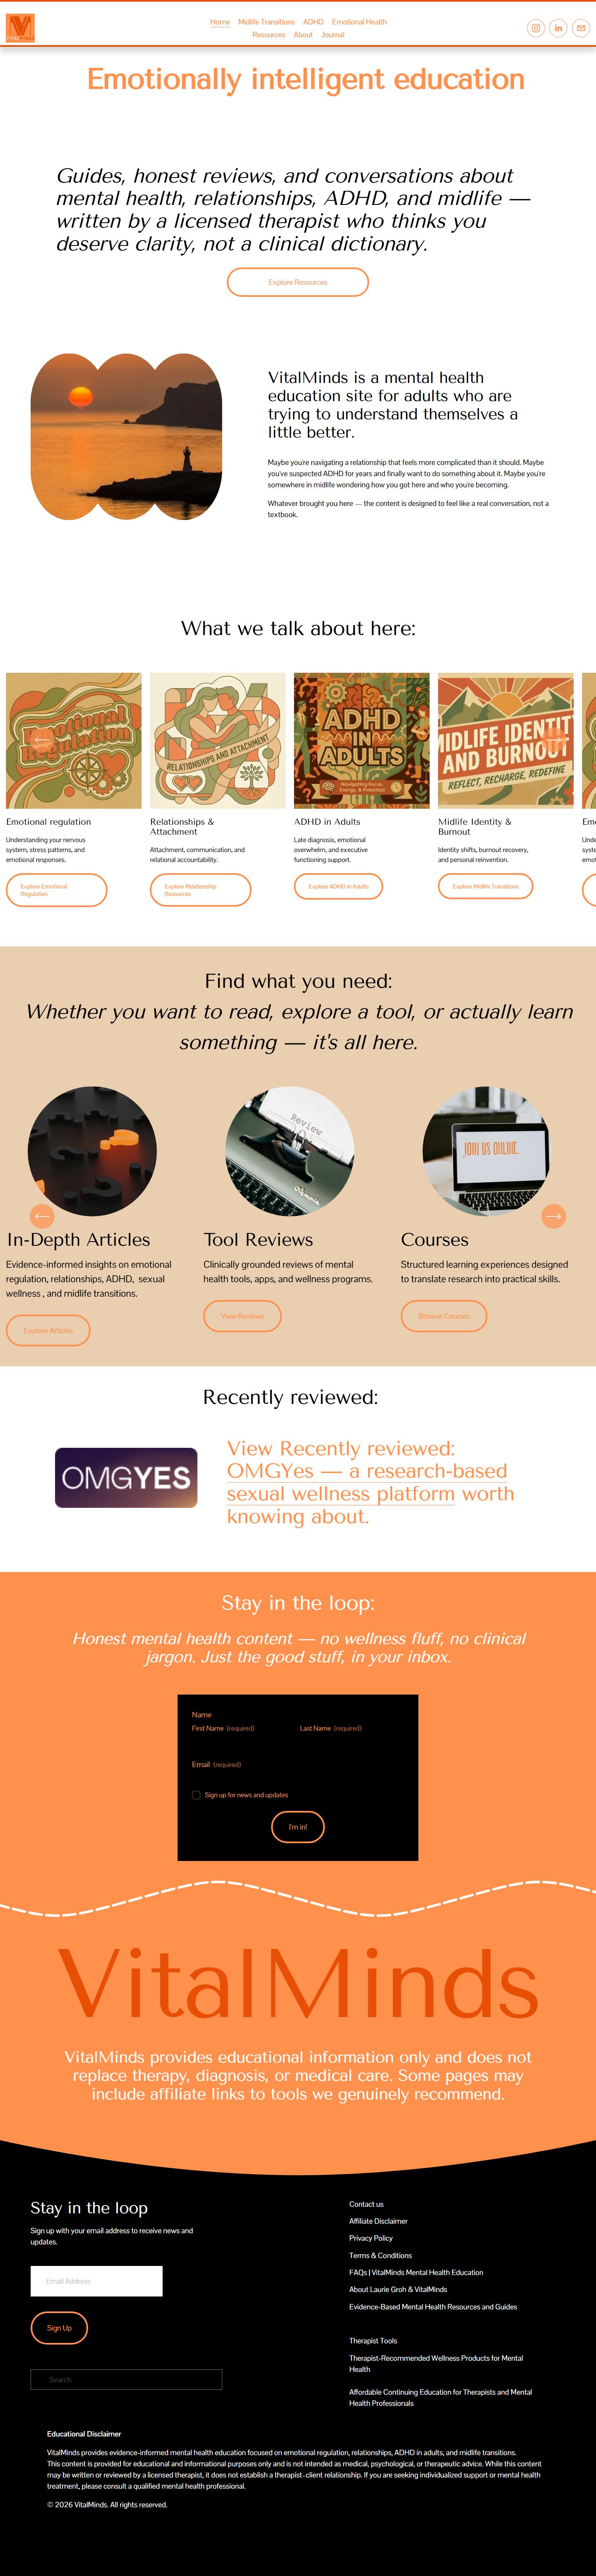 VITALMINDS
Home Midlife Transitions ADHD Emotional Health
Resources About Journal
Emotionally intelligent education
Guides, honest reviews, and conversations about
mental health, relationships, ADHD, and midlife —
written by a licensed therapist who thinks you
deserve clarity, not a clinical dictionary.
Explore Resources
VitalMinds is a mental health
education site for adults who are
trying to understand themselves a
little better.
Maybe you're navigating a relationship that feels more complicated than it should. Maybe
you've suspected ADHD for years and finally want to do something about it. Maybe you're
somewhere in midlife wondering how you got here and who you're becoming.
Whatever brought you here — the content is designed to feel like a real conversation, not a
textbook.
What we talk about here:
Emotional
Regulation
RELATIONSHIPS AND ATTACHMENT
ADHD
IN
ADULTS
Navigating Focus,
Energy, & Potential
MIDLIFE IDENTITY
AND BURNOUT
REFLECT, RECHARGE, REDEFINE
Emotional regulation
Understanding your nervous
system, stress patterns, and
emotional responses.
Explore Emotional
Regulation
Relationships &
Attachment
Attachment, communication, and
relational accountability.
Explore Relationship
Resources
ADHD in Adults
Late diagnosis, emotional
overwhelm, and executive
functioning support.
Explore ADHD in Adults
Midlife Identity &
Burnout
Identity shifts, burnout recovery,
and personal reinvention.
Explore Midlife Transitions
Find what you need:
Whether you want to read, explore a tool, or actually learn
something — it's all here.
Review
JOIN US ONLINE.
In-Depth Articles
Evidence-informed insights on emotional
regulation, relationships, ADHD, sexual
wellness , and midlife transitions.
Explore Articles
Tool Reviews
Clinically grounded reviews of mental
health tools, apps, and wellness programs.
View Reviews
Courses
Structured learning experiences designed
to translate research into practical skills.
Browse Courses
Recently reviewed:
OMGYES
View Recently reviewed:
OMGYes — a research-based
sexual wellness platform worth
knowing about.
Stay in the loop:
Honest mental health content — no wellness fluff, no clinical
jargon. Just the good stuff, in your inbox.
Name
First Name (required) Last Name (required)
Email (required)
Sign up for news and updates
I'm in!
VitalMinds
VitalMinds provides educational information only and does not
replace therapy, diagnosis, or medical care. Some pages may
include affiliate links to tools we genuinely recommend.
Stay in the loop
Sign up with your email address to receive news and
updates.
Email Address
Sign Up
Search
Contact us
Affiliate Disclaimer
Privacy Policy
Terms & Conditions
FAQs | VitalMinds Mental Health Education
About Laurie Groh & VitalMinds
Evidence-Based Mental Health Resources and Guides
Therapist Tools
Therapist-Recommended Wellness Products for Mental
Health
Affordable Continuing Education for Therapists and Mental
Health Professionals
Educational Disclaimer
VitalMinds provides evidence-informed mental health education focused on emotional regulation, relationships, ADHD in adults, and midlife transitions.
This content is provided for educational and informational purposes only and is not intended as medical, psychological, or therapeutic advice. While this content
may be written or reviewed by a licensed therapist, it does not establish a therapist–client relationship. If you are seeking individualized support or mental health
treatment, please consult a qualified mental health professional.
© 2026 VitalMinds. All rights reserved.